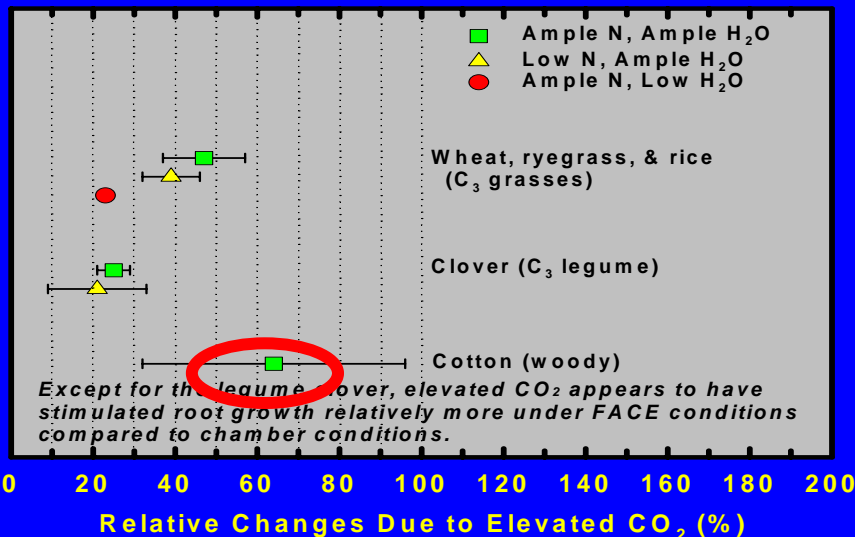 Ample N, Ample H₂O
Low N, Ample H₂O
Ample N, Low H₂O
Wheat, ryegrass, & rice
(C₃ grasses)
Clover (C₃ legume)
Cotton (woody)
Except for the legume clover, elevated CO₂ appears to have
stimulated root growth relatively more under FACE conditions
compared to chamber conditions.
0 20 40 60 80 100 120 140 160 180 200
Relative Changes Due to Elevated CO₂ (%)